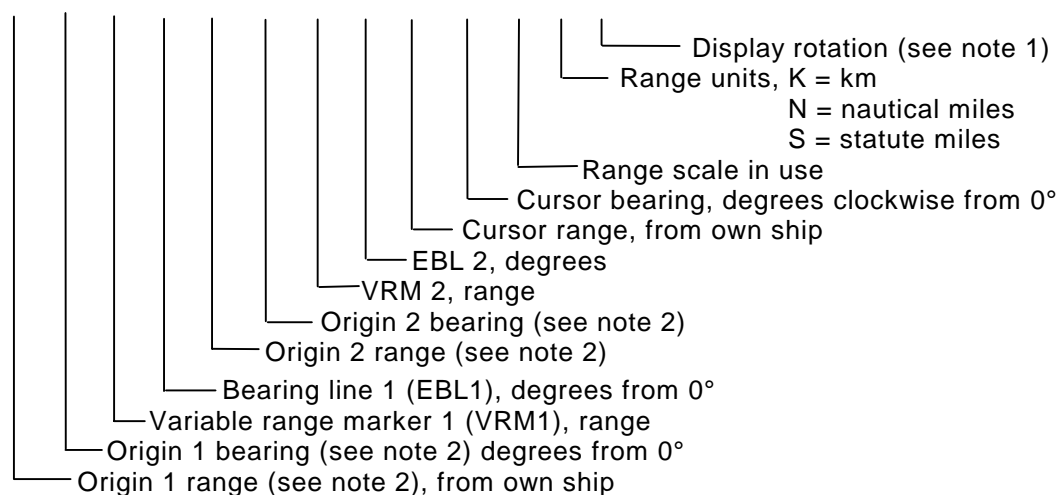 Display rotation (see note 1)
Range units, K = km
N = nautical miles
S = statute miles
Range scale in use
Cursor bearing, degrees clockwise from 0°
Cursor range, from own ship
EBL 2, degrees
VRM 2, range
Origin 2 bearing (see note 2)
Origin 2 range (see note 2)
Bearing line 1 (EBL1), degrees from 0°
Variable range marker 1 (VRM1), range
Origin 1 bearing (see note 2) degrees from 0°
Origin 1 range (see note 2), from own ship